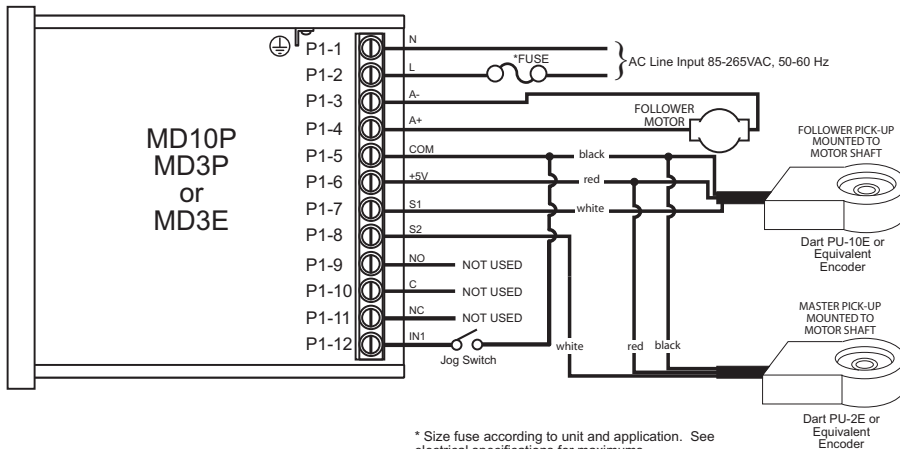 MD10P
MD3P
or
MD3E
P1-1
P1-2
P1-3
P1-4
P1-5
P1-6
P1-7
P1-8
P1-9
P1-10
P1-11
P1-12
N
L
A-
A+
COM
+5V
S1
S2
NO
C
NC
IN1
*FUSE
AC Line Input 85-265VAC, 50-60 Hz
FOLLOWER
MOTOR
black
red
white
NOT USED
NOT USED
NOT USED
Jog Switch
white
red
black
FOLLOWER PICK-UP
MOUNTED TO
MOTOR SHAFT
Dart PU-10E or
Equivalent
Encoder
MASTER PICK-UP
MOUNTED TO
MOTOR SHAFT
Dart PU-2E or
Equivalent
Encoder
* Size fuse according to unit and application. See
electrical specifications for maximums